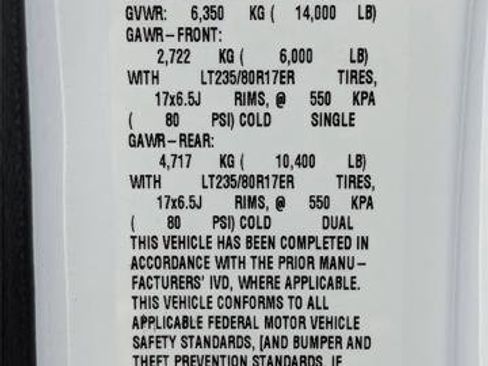 GVWR: 6,350 KG ( 14,000 LB)
GAWR-FRONT:
2,722 KG ( 6,000 LB)
WITH LT235/80R17ER TIRES,
17x6.5J RIMS, @ 550 KPA
( 80 PSI) COLD SINGLE
GAWR-REAR:
4,717 KG ( 10,400 LB)
WITH LT235/80R17ER TIRES,
17x6.5J RIMS, @ 550 KPA
( 80 PSI) COLD DUAL
THIS VEHICLE HAS BEEN COMPLETED IN
ACCORDANCE WITH THE PRIOR MANU-
FACTURERS' IVD, WHERE APPLICABLE.
THIS VEHICLE CONFORMS TO ALL
APPLICABLE FEDERAL MOTOR VEHICLE
SAFETY STANDARDS, [AND BUMPER AND
THEFT PREVENTION STANDARDS, IF